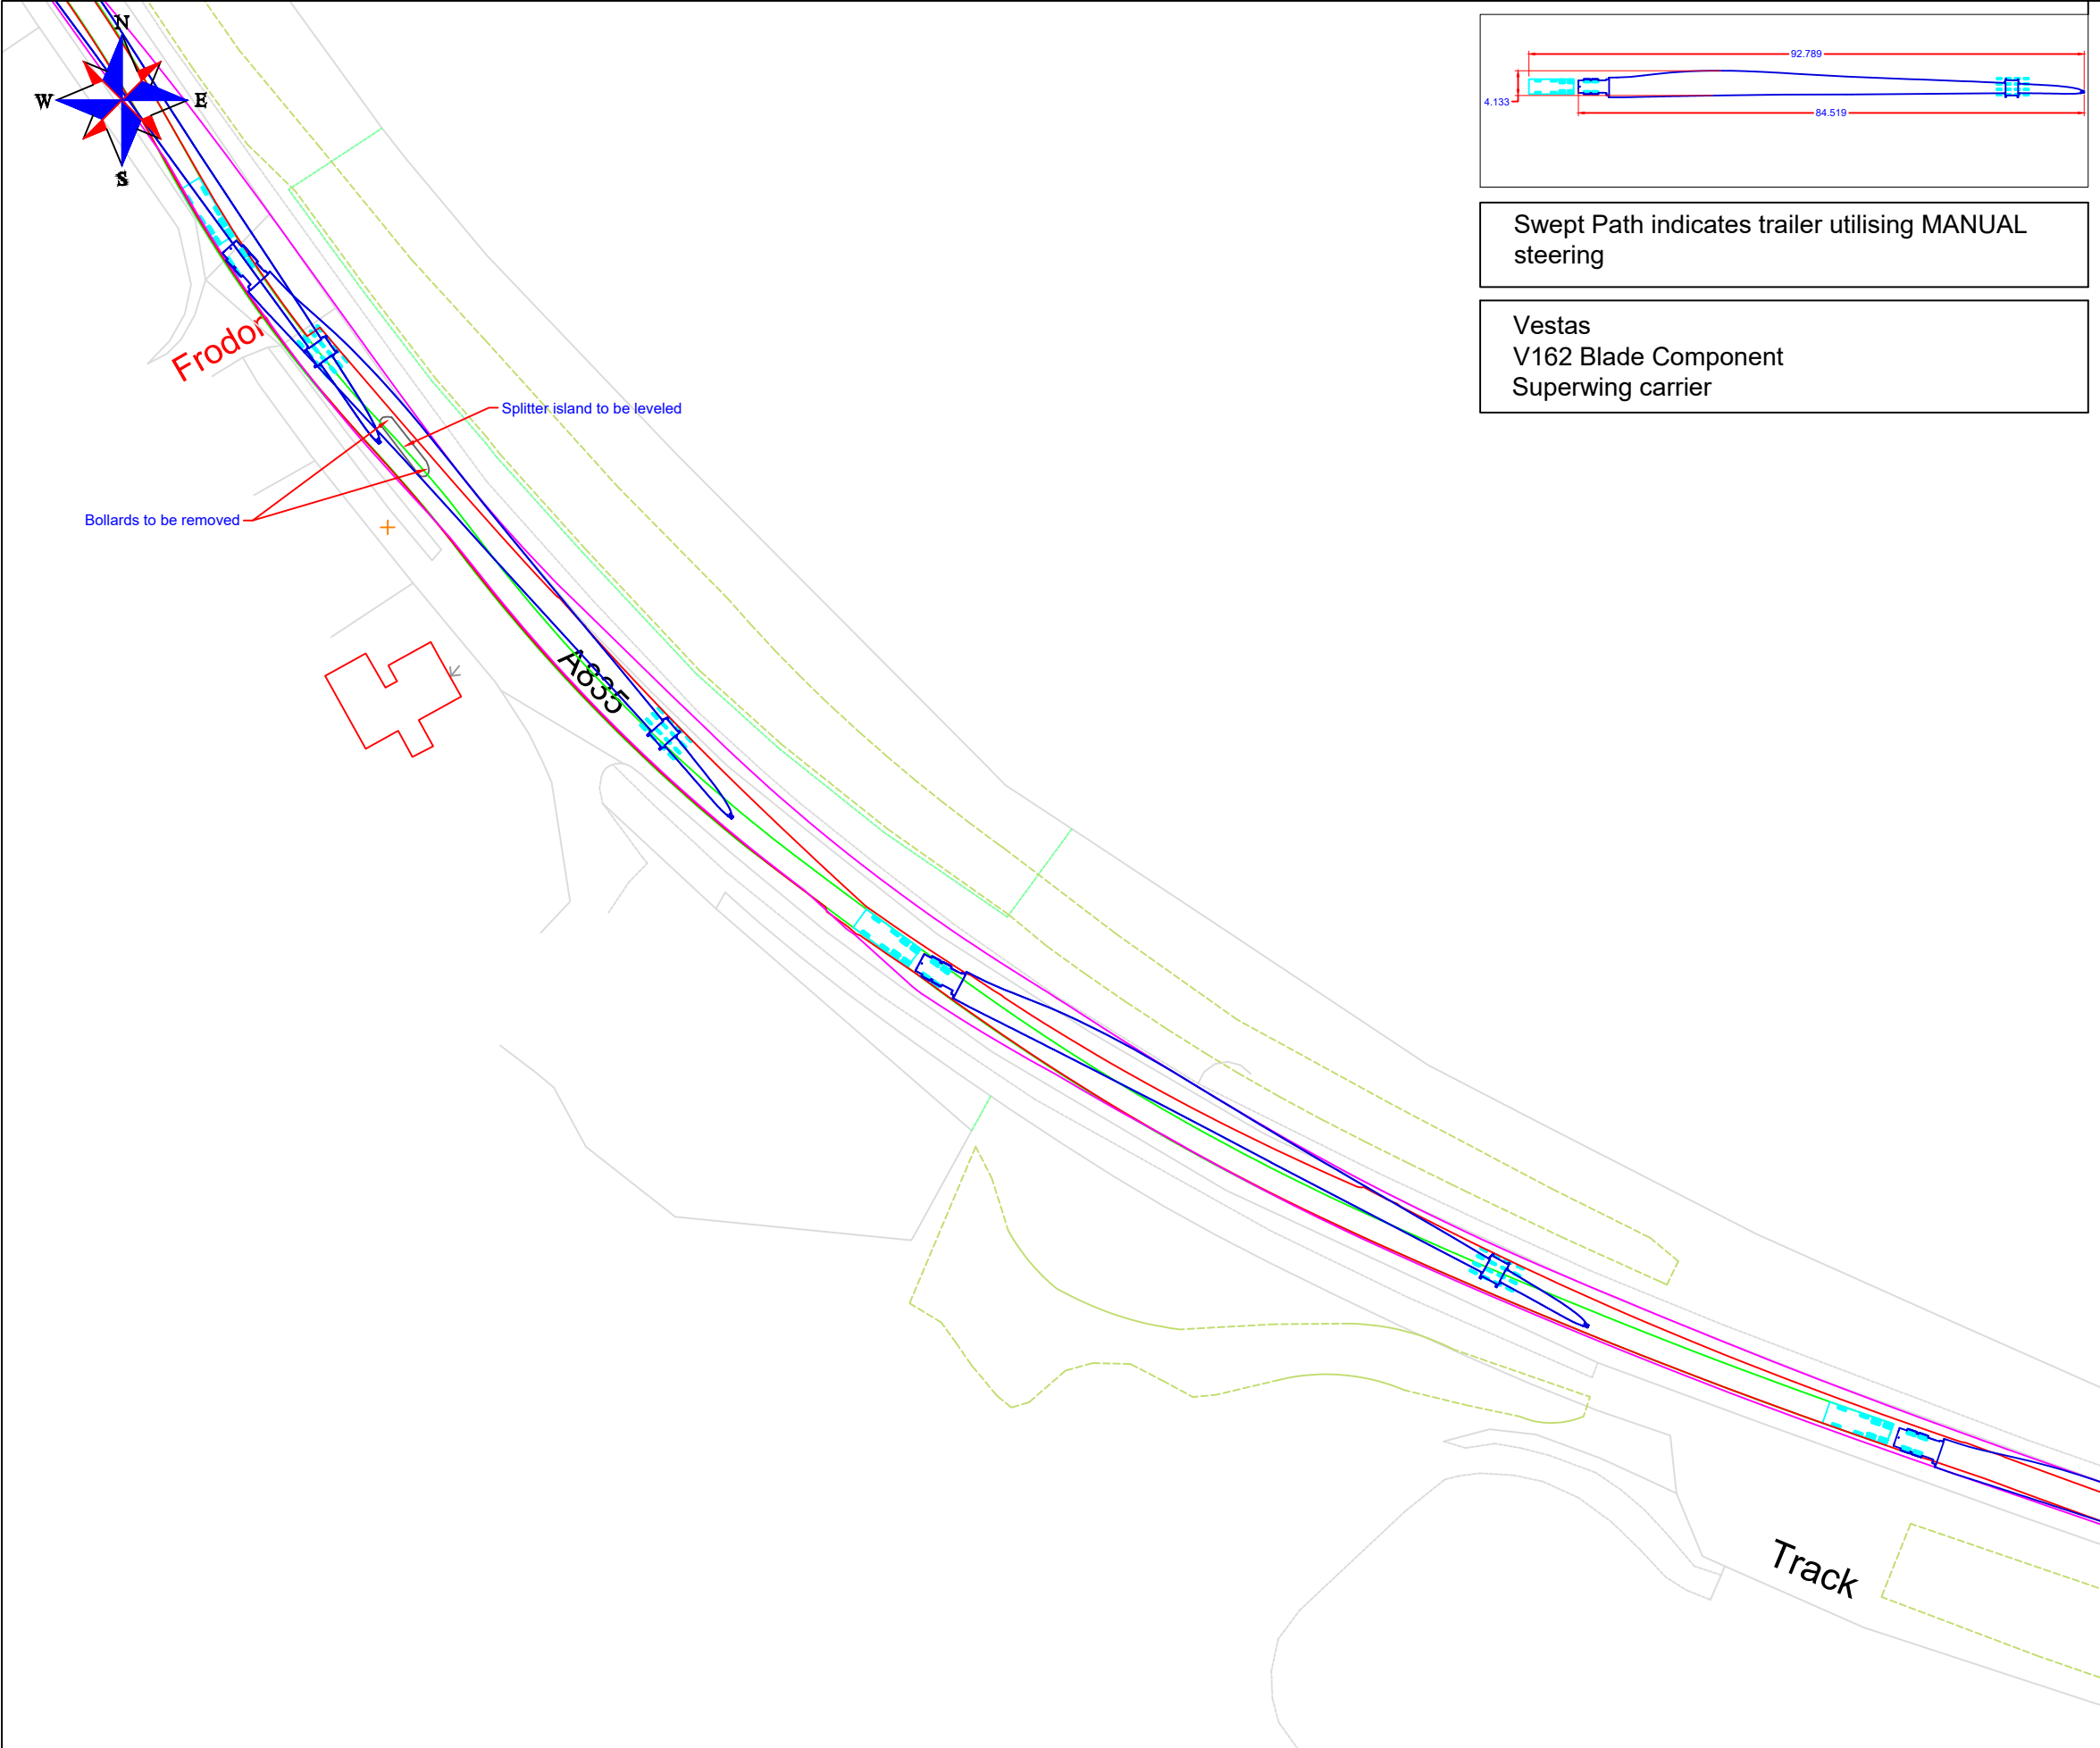 N
W
E
S
92.789
4.133
84.519
Swept Path indicates trailer utilising MANUAL
steering
Vestas
V162 Blade Component
Superwing carrier
Frodor
Splitter island to be leveled
Bollards to be removed
A835
Track